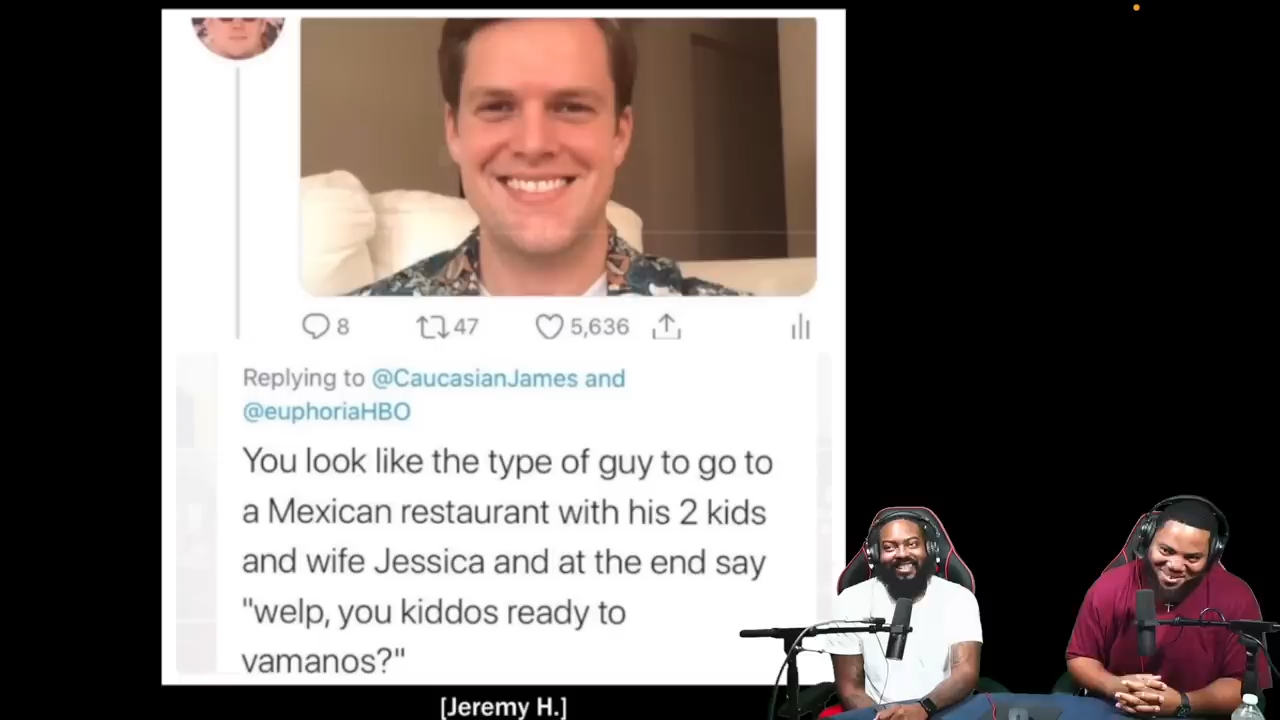 8 47 5,636
Replying to @CaucasianJames and
@euphoriaHBO
You look like the type of guy to go to
a Mexican restaurant with his 2 kids
and wife Jessica and at the end say
"welp, you kiddos ready to
vamanos?"
[Jeremy H.]